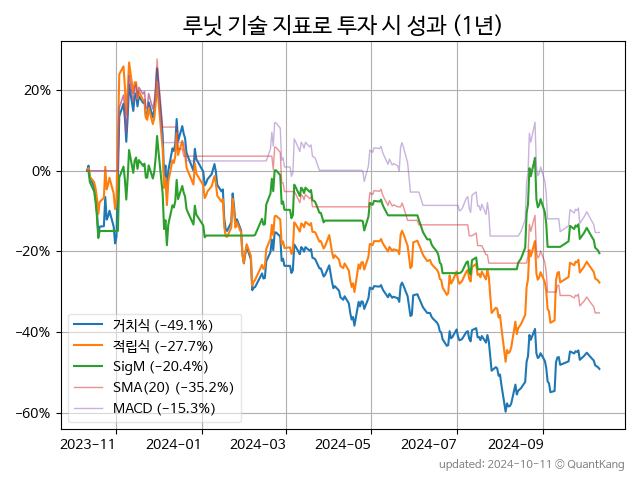 루닛 기술 지표로 투자 시 성과 (1년)
20%
0%
−20%
−40%
−60%
거치식 (−49.1%)
적립식 (−27.7%)
SigM (−20.4%)
SMA(20) (−35.2%)
MACD (−15.3%)
2023−11 2024−01 2024−03 2024−05 2024−07 2024−09
updated: 2024-10-11 © QuantKang